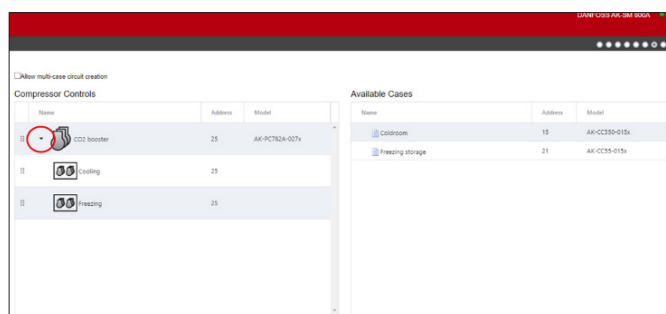 DANFOSS AK-SM 800A
Allow multi-case circuit creation
Compressor Controls
Name Address Model
CO2 booster 25 AK-PC782A-027x
Cooling 25
Freezing 25
Available Cases
Name Address Model
Coldroom 15 AK-CC550-015x
Freezing storage 21 AK-CC55-015x